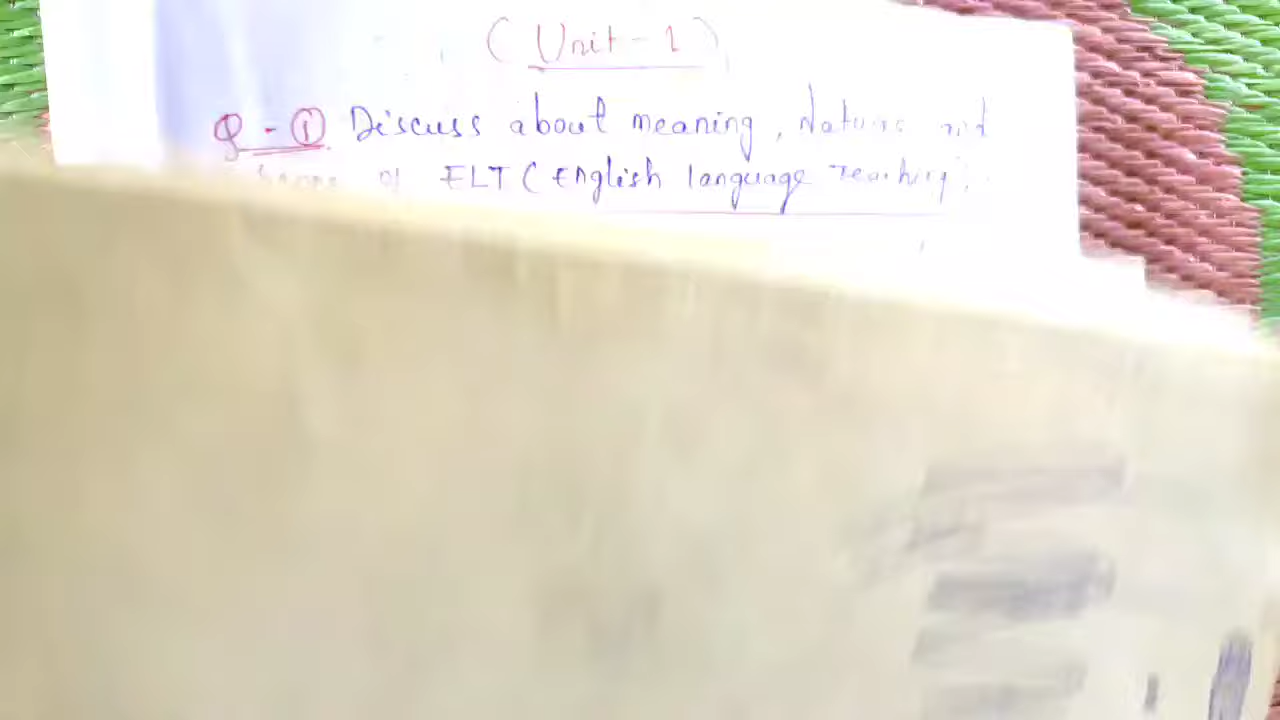 (Unit-1)
Q-① Discuss about meaning, Nature and
of ELT (English language Teaching).